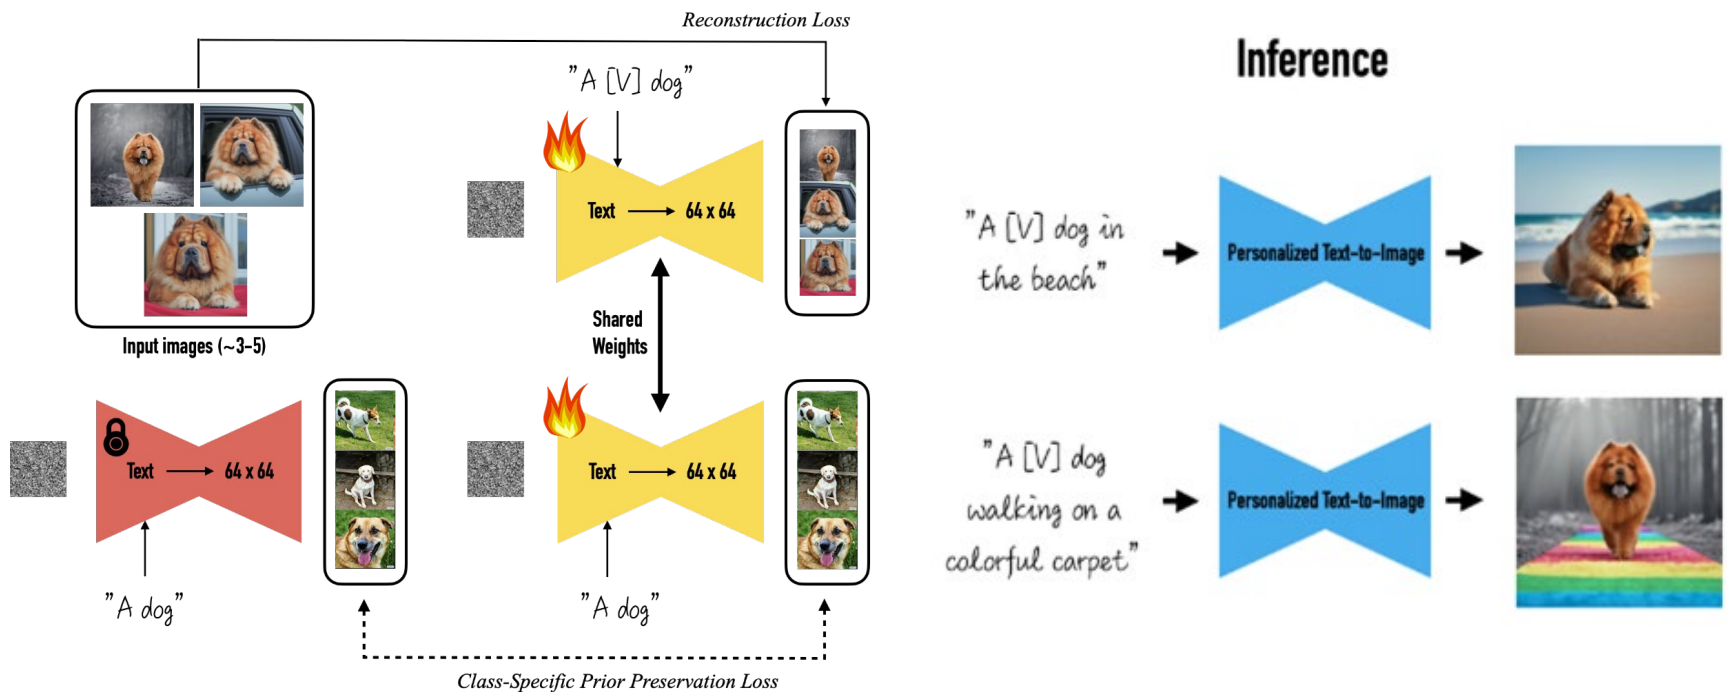 Reconstruction Loss
"A [V] dog"
Text → 64 x 64
Input images (~3-5)
Shared
Weights
Text → 64 x 64
"A dog"
Text → 64 x 64
"A dog"
Class-Specific Prior Preservation Loss
Inference
"A [V] dog in
the beach"
Personalized Text-to-Image
"A [V] dog
walking on a
colorful carpet"
Personalized Text-to-Image